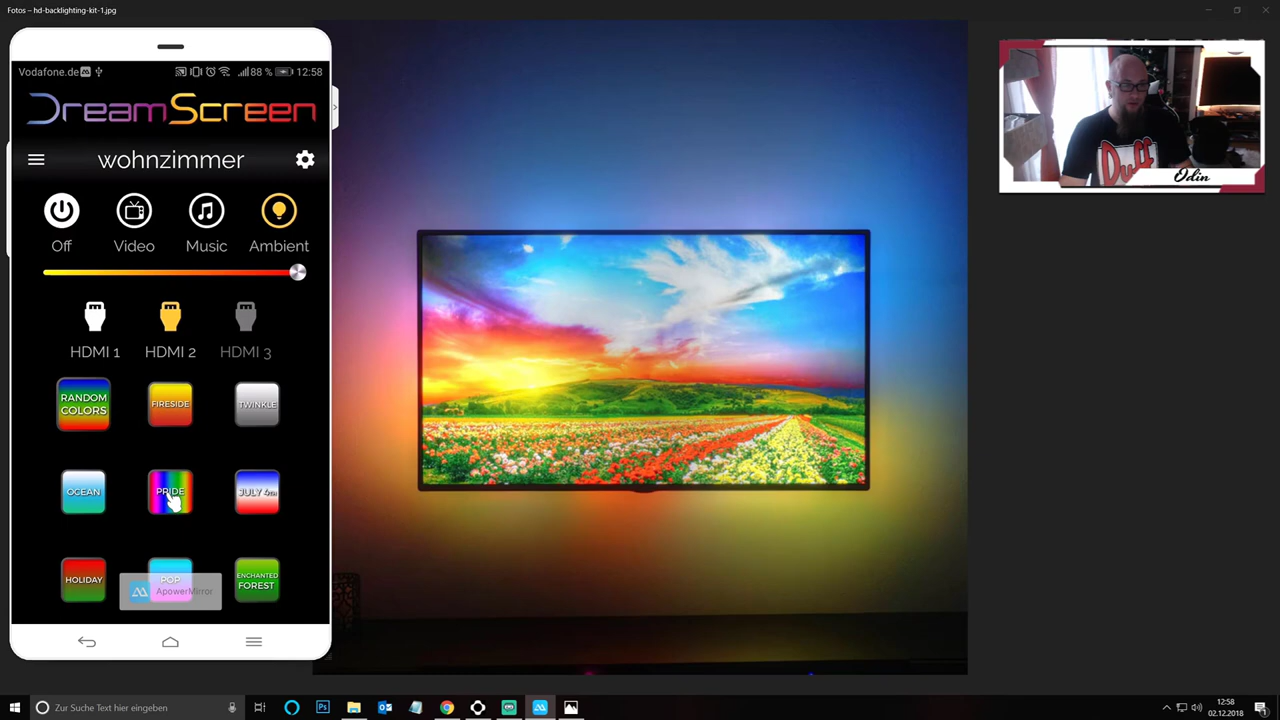 Fotos – hd-backlighting-kit-1.jpg
Vodafone.de 88 % 12:58
DreamScreen
wohnzimmer
Off Video Music Ambient
HDMI 1 HDMI 2 HDMI 3
RANDOM COLORS
FIRESIDE
TWINKLE
OCEAN
PRIDE
JULY 4TH
HOLIDAY
POP
ENCHANTED FOREST
ApowerMirror
Duff
Odin
Zur Suche Text hier eingeben
Ps
12:58
02.12.2018